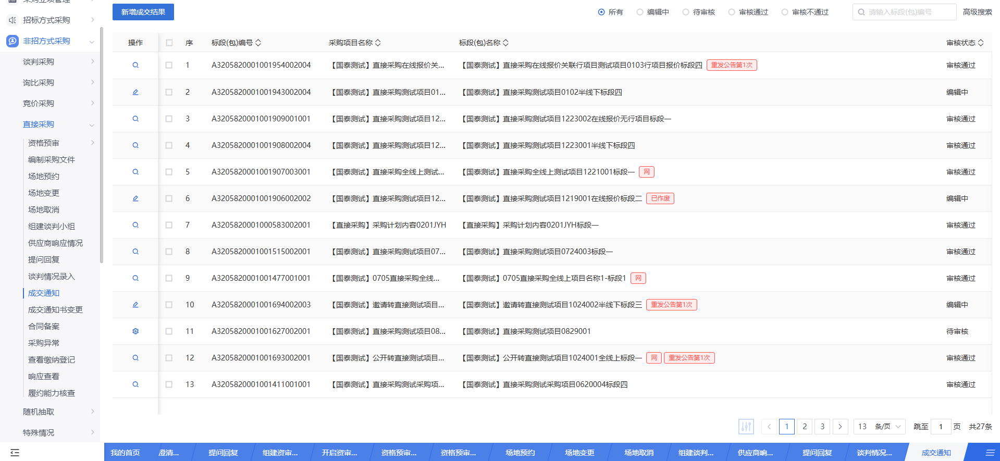 采购立项管理
招标方式采购
非招方式采购
谈判采购
询比采购
竞价采购
直接采购
资格预审
编制采购文件
场地预约
场地变更
场地取消
组建谈判小组
供应商响应情况
提问回复
谈判情况录入
成交通知
成交通知书变更
合同备案
采购异常
查看缴纳登记
响应查看
履约能力核查
随机抽取
特殊情况
新增成交结果 所有 编辑中 待审核 审核通过 审核不通过 请输入标段(包)编号 高级搜索
操作 序 标段(包)编号 采购项目名称 标段(包)名称 审核状态
1 A3205820001001954002004 【国泰测试】直接采购在线报价关... 【国泰测试】直接采购在线报价关联行项目测试项目0103行项目报价标段四 重发公告第1次 审核通过
2 A3205820001001943002004 【国泰测试】直接采购测试项目01... 【国泰测试】直接采购测试项目0102半线下标段四 编辑中
3 A3205820001001909001001 【国泰测试】直接采购测试项目12... 【国泰测试】直接采购测试项目1223002在线报价无行项目标段一 审核通过
4 A3205820001001908002004 【国泰测试】直接采购测试项目12... 【国泰测试】直接采购测试项目1223001半线下标段四 审核通过
5 A3205820001001907003001 【国泰测试】直接采购全线上测试... 【国泰测试】直接采购全线上测试项目1221001标段一 网 审核通过
6 A3205820001001906002002 【国泰测试】直接采购测试项目12... 【国泰测试】直接采购测试项目1219001在线报价标段二 已作废 编辑中
7 A3205820001000583002001 【直接采购】采购计划内容0201JYH 【直接采购】采购计划内容0201JYH标段一 审核通过
8 A3205820001001515002001 【国泰测试】直接采购测试项目07... 【国泰测试】直接采购测试项目0724003标段一 审核通过
9 A3205820001001477001001 【国泰测试】0705直接采购全线... 【国泰测试】0705直接采购全线上项目名称1-标段1 网 审核通过
10 A3205820001001694002003 【国泰测试】邀请转直接测试项目... 【国泰测试】邀请转直接测试项目1024002半线下标段三 重发公告第1次 编辑中
11 A3205820001001627002001 【国泰测试】直接采购测试项目08... 【国泰测试】直接采购测试项目0829001 待审核
12 A3205820001001693002001 【国泰测试】公开转直接测试项目... 【国泰测试】公开转直接测试项目1024001全线上标段一 网 重发公告第1次 审核通过
13 A3205820001001411001001 【国泰测试】直接采购测试采购项... 【国泰测试】直接采购测试采购项目0620004标段四 审核通过
1 2 3 13 条/页 跳至 1 页 共27条
我的首页 澄清... 提问回复 组建资审... 开启资审... 资格预审... 资格预审... 场地预约 场地变更 场地取消 组建谈判... 供应商响... 提问回复 谈判情况... 成交通知